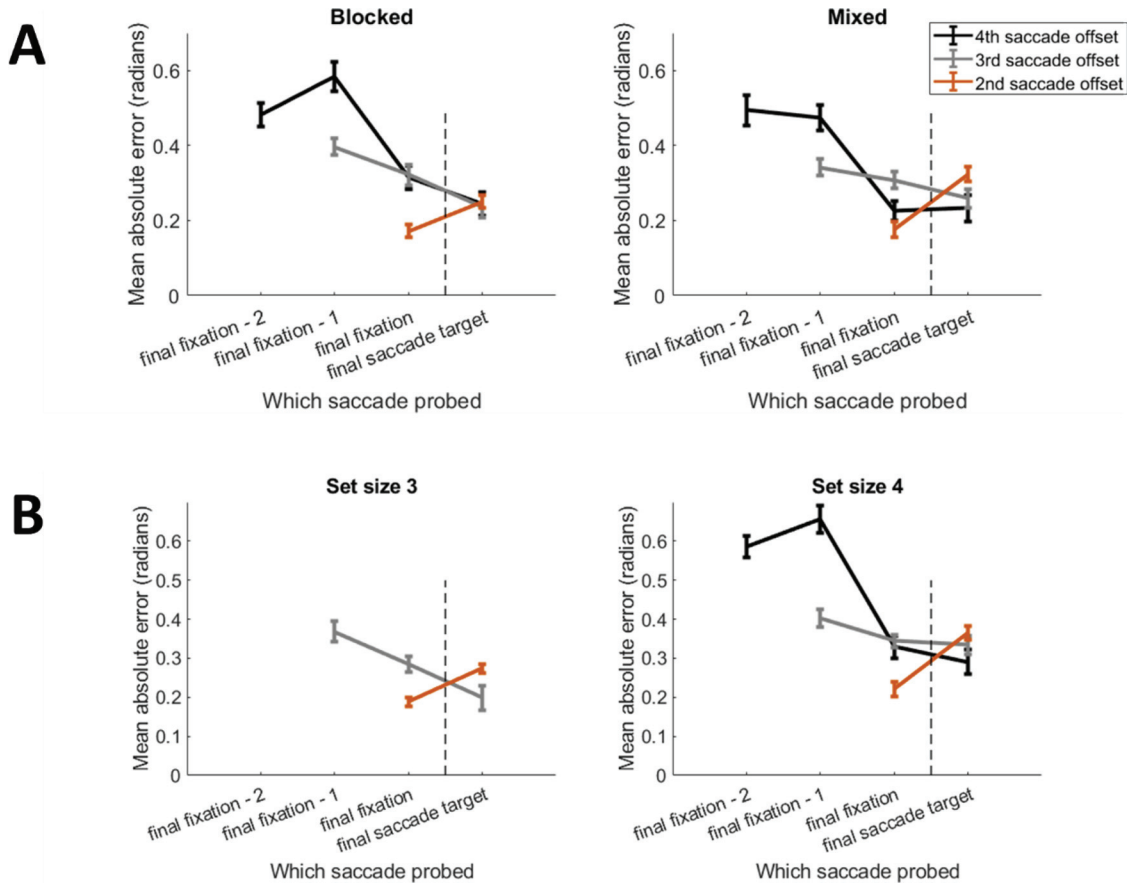 A
Blocked
Mean absolute error (radians)
0.6
0.4
0.2
0
final fixation - 2
final fixation - 1
final fixation
final saccade target
Which saccade probed
Mixed
4th saccade offset
3rd saccade offset
2nd saccade offset
Mean absolute error (radians)
0.6
0.4
0.2
0
final fixation - 2
final fixation - 1
final fixation
final saccade target
Which saccade probed
B
Set size 3
Mean absolute error (radians)
0.6
0.5
0.4
0.3
0.2
0.1
0
final fixation - 2
final fixation - 1
final fixation
final saccade target
Which saccade probed
Set size 4
Mean absolute error (radians)
0.6
0.5
0.4
0.3
0.2
0.1
0
final fixation - 2
final fixation - 1
final fixation
final saccade target
Which saccade probed